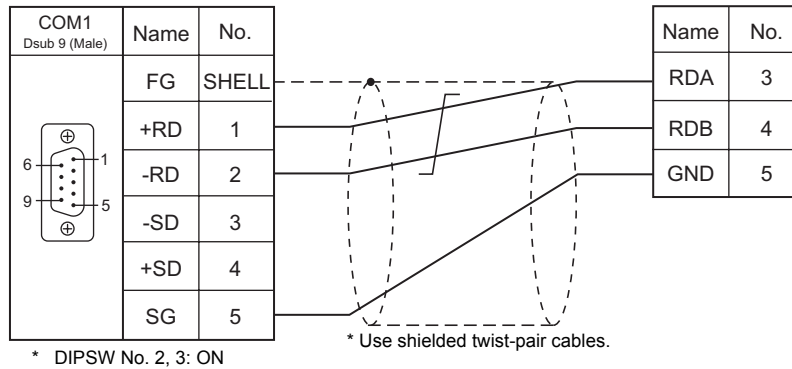 COM1
Dsub 9 (Male)
Name No.
FG SHELL
+RD 1
-RD 2
-SD 3
+SD 4
SG 5
6
1
9
5
Name No.
RDA 3
RDB 4
GND 5
* Use shielded twist-pair cables.
* DIPSW No. 2, 3: ON